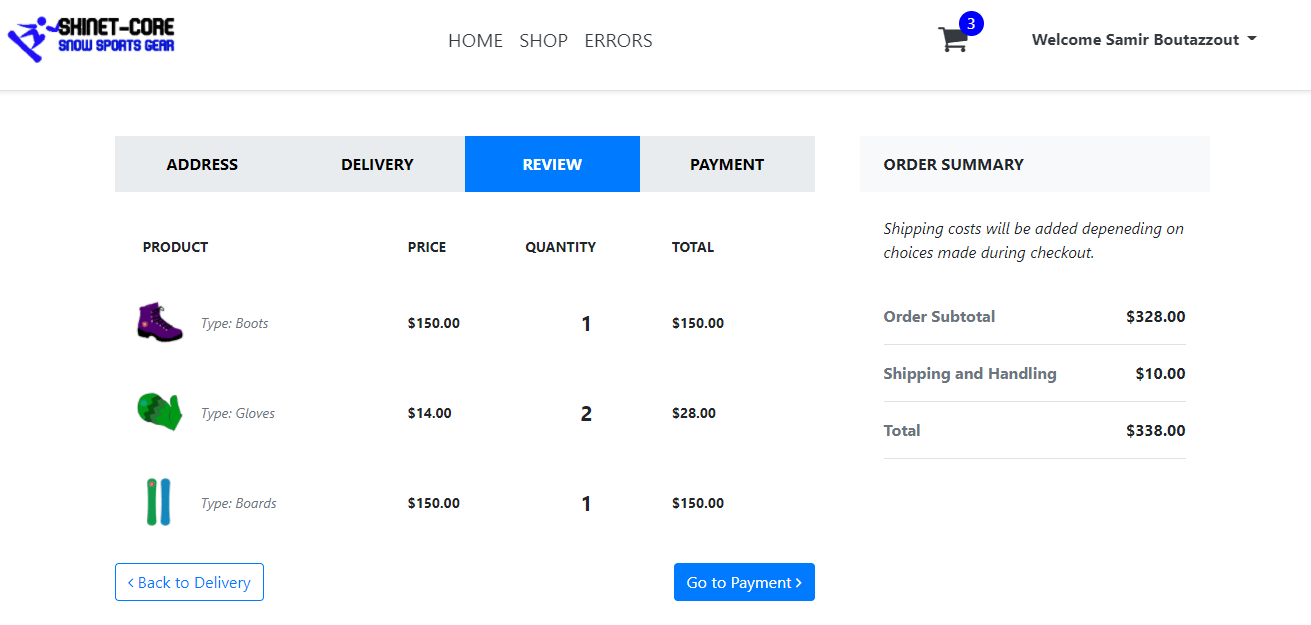 SKINET-CORE
SNOW SPORTS GEAR
HOME SHOP ERRORS
3
Welcome Samir Boutazzout
ADDRESS DELIVERY REVIEW PAYMENT
PRODUCT PRICE QUANTITY TOTAL
Type: Boots $150.00 1 $150.00
Type: Gloves $14.00 2 $28.00
Type: Boards $150.00 1 $150.00
< Back to Delivery
Go to Payment >
ORDER SUMMARY
Shipping costs will be added depeneding on
choices made during checkout.
Order Subtotal $328.00
Shipping and Handling $10.00
Total $338.00